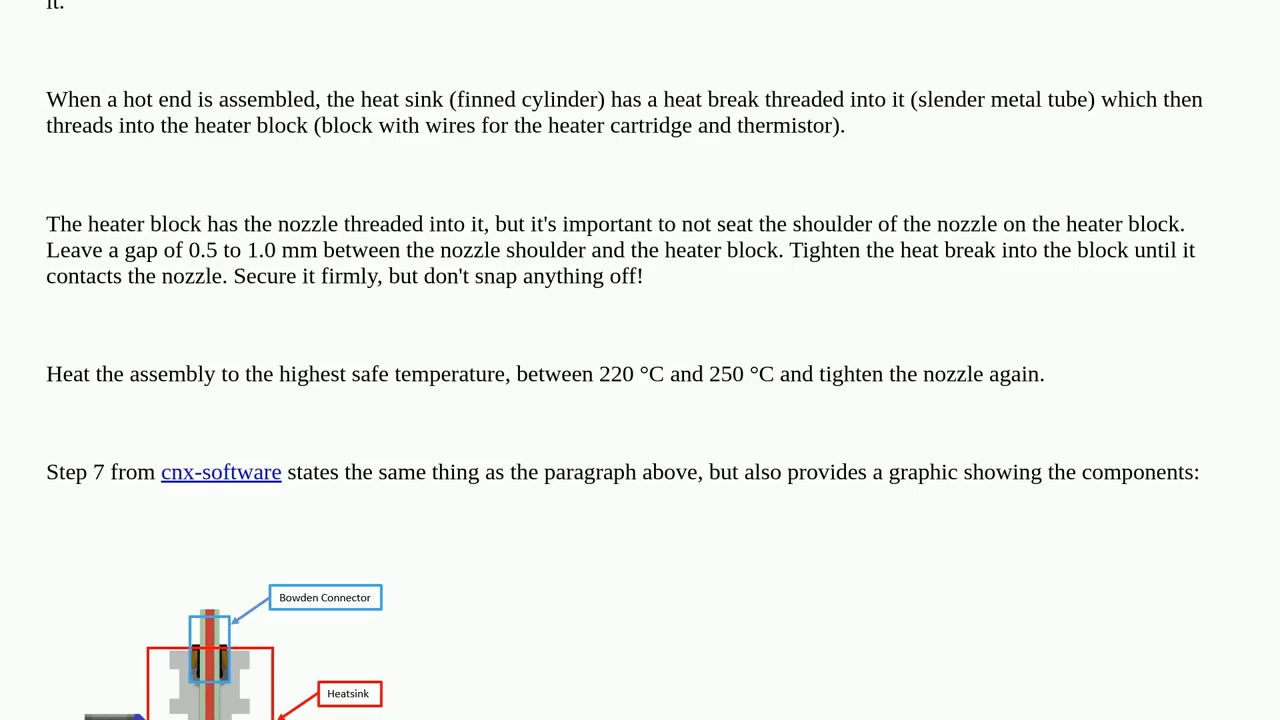 it.
When a hot end is assembled, the heat sink (finned cylinder) has a heat break threaded into it (slender metal tube) which then
threads into the heater block (block with wires for the heater cartridge and thermistor).
The heater block has the nozzle threaded into it, but it's important to not seat the shoulder of the nozzle on the heater block.
Leave a gap of 0.5 to 1.0 mm between the nozzle shoulder and the heater block. Tighten the heat break into the block until it
contacts the nozzle. Secure it firmly, but don't snap anything off!
Heat the assembly to the highest safe temperature, between 220 °C and 250 °C and tighten the nozzle again.
Step 7 from cnx-software states the same thing as the paragraph above, but also provides a graphic showing the components:
Bowden Connector
Heatsink